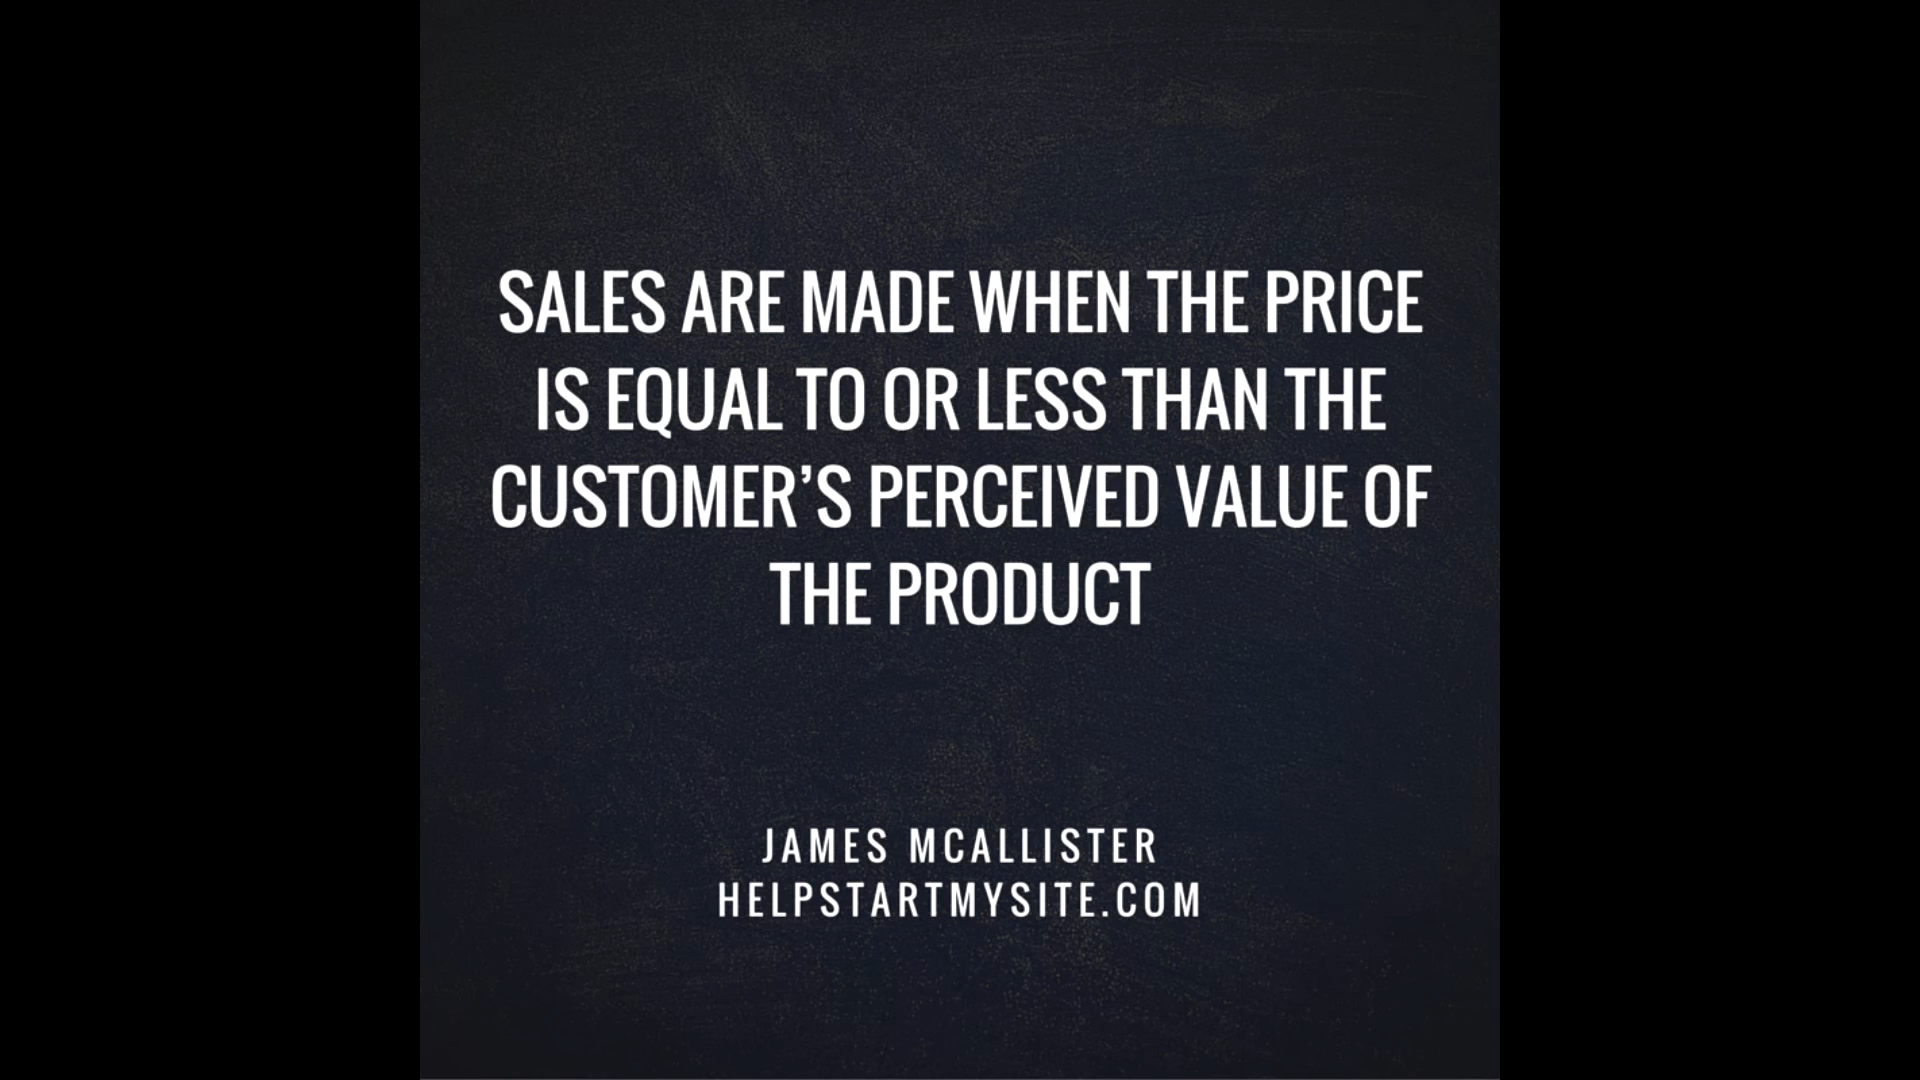 SALES ARE MADE WHEN THE PRICE
IS EQUAL TO OR LESS THAN THE
CUSTOMER’S PERCEIVED VALUE OF
THE PRODUCT
JAMES MCALLISTER
HELPSTARTMYSITE.COM